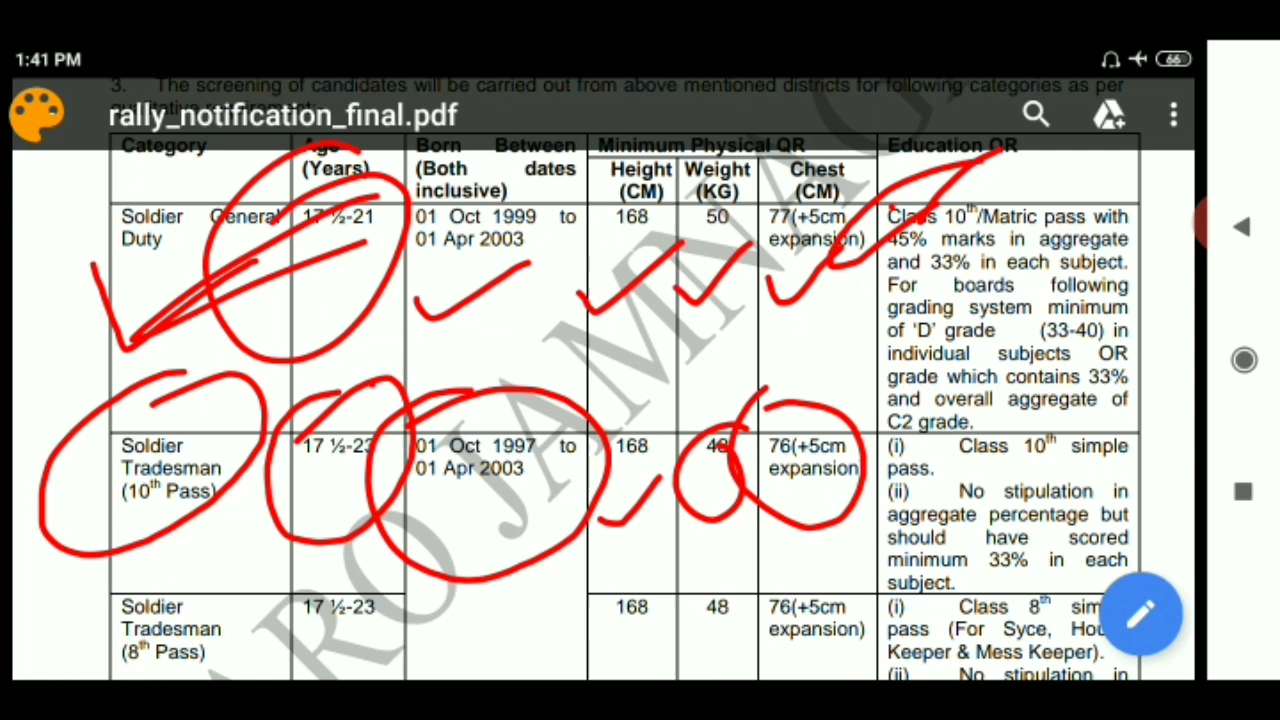 1:41 PM
66
3. The screening of candidates will be carried out from above mentioned districts for following categories as per
rally_notification_final.pdf
Category
Age
(Years)
Born Between
(Both dates
inclusive)
Minimum Physical QR
Height
(CM)
Weight
(KG)
Chest
(CM)
Education QR
Soldier General
Duty
17 ½-21
01 Oct 1999 to
01 Apr 2003
168
50
77(+5cm
expansion)
Class 10th/Matric pass with
45% marks in aggregate
and 33% in each subject.
For boards following
grading system minimum
of ‘D’ grade (33-40) in
individual subjects OR
grade which contains 33%
and overall aggregate of
C2 grade.
Soldier
Tradesman
(10th Pass)
17 ½-23
01 Oct 1997 to
01 Apr 2003
168
48
76(+5cm
expansion
(i) Class 10th simple
pass.
(ii) No stipulation in
aggregate percentage but
should have scored
minimum 33% in each
subject.
Soldier
Tradesman
(8th Pass)
17 ½-23
168
48
76(+5cm
expansion)
(i) Class 8th sim
pass (For Syce, Hou
Keeper & Mess Keeper).
(ii) No stipulation in
ARO JAMNAG